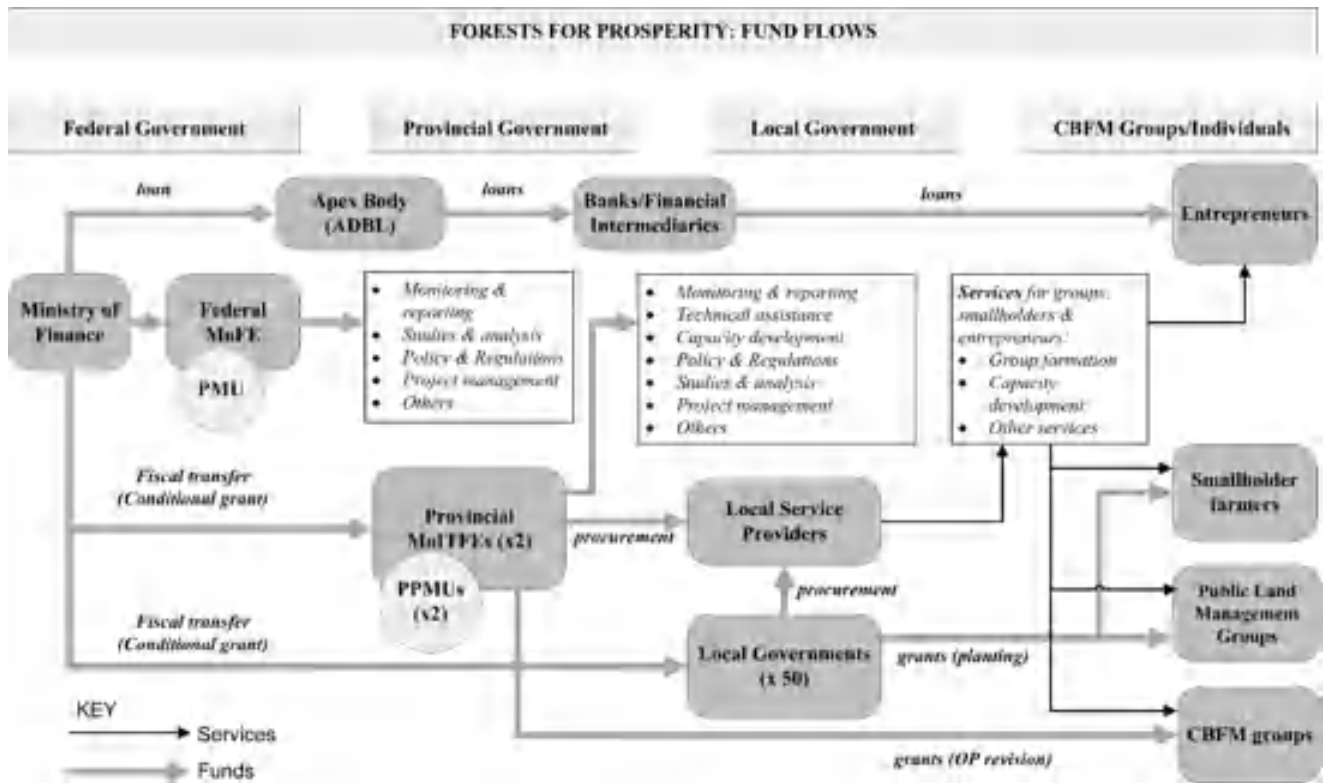 FORESTS FOR PROSPERITY: FUND FLOWS
Federal Government
Provincial Government
Local Government
CBFM Groups/Individuals
loan
Apex Body
(ADBL)
loans
Banks/Financial
Intermediaries
loans
Entrepreneurs
Ministry of
Finance
Federal
MoFE
PMU
• Monitoring &
reporting
• Studies & analysis
• Policy & Regulations
• Project management
• Others
• Monitoring & reporting
• Technical assistance
• Capacity development
• Policy & Regulations
• Studies & analysis
• Project management
• Others
Services for groups,
smallholders &
entrepreneurs:
• Group formation
• Capacity
development
• Other services
Fiscal transfer
(Conditional grant)
Provincial
MoITFEs (x2)
PPMUs
(x2)
procurement
Local Service
Providers
Smallholder
farmers
procurement
Public Land
Management
Groups
Fiscal transfer
(Conditional grant)
Local Governments
(x 50)
grants (planting)
CBFM groups
grants (OP revision)
KEY
Services
Funds